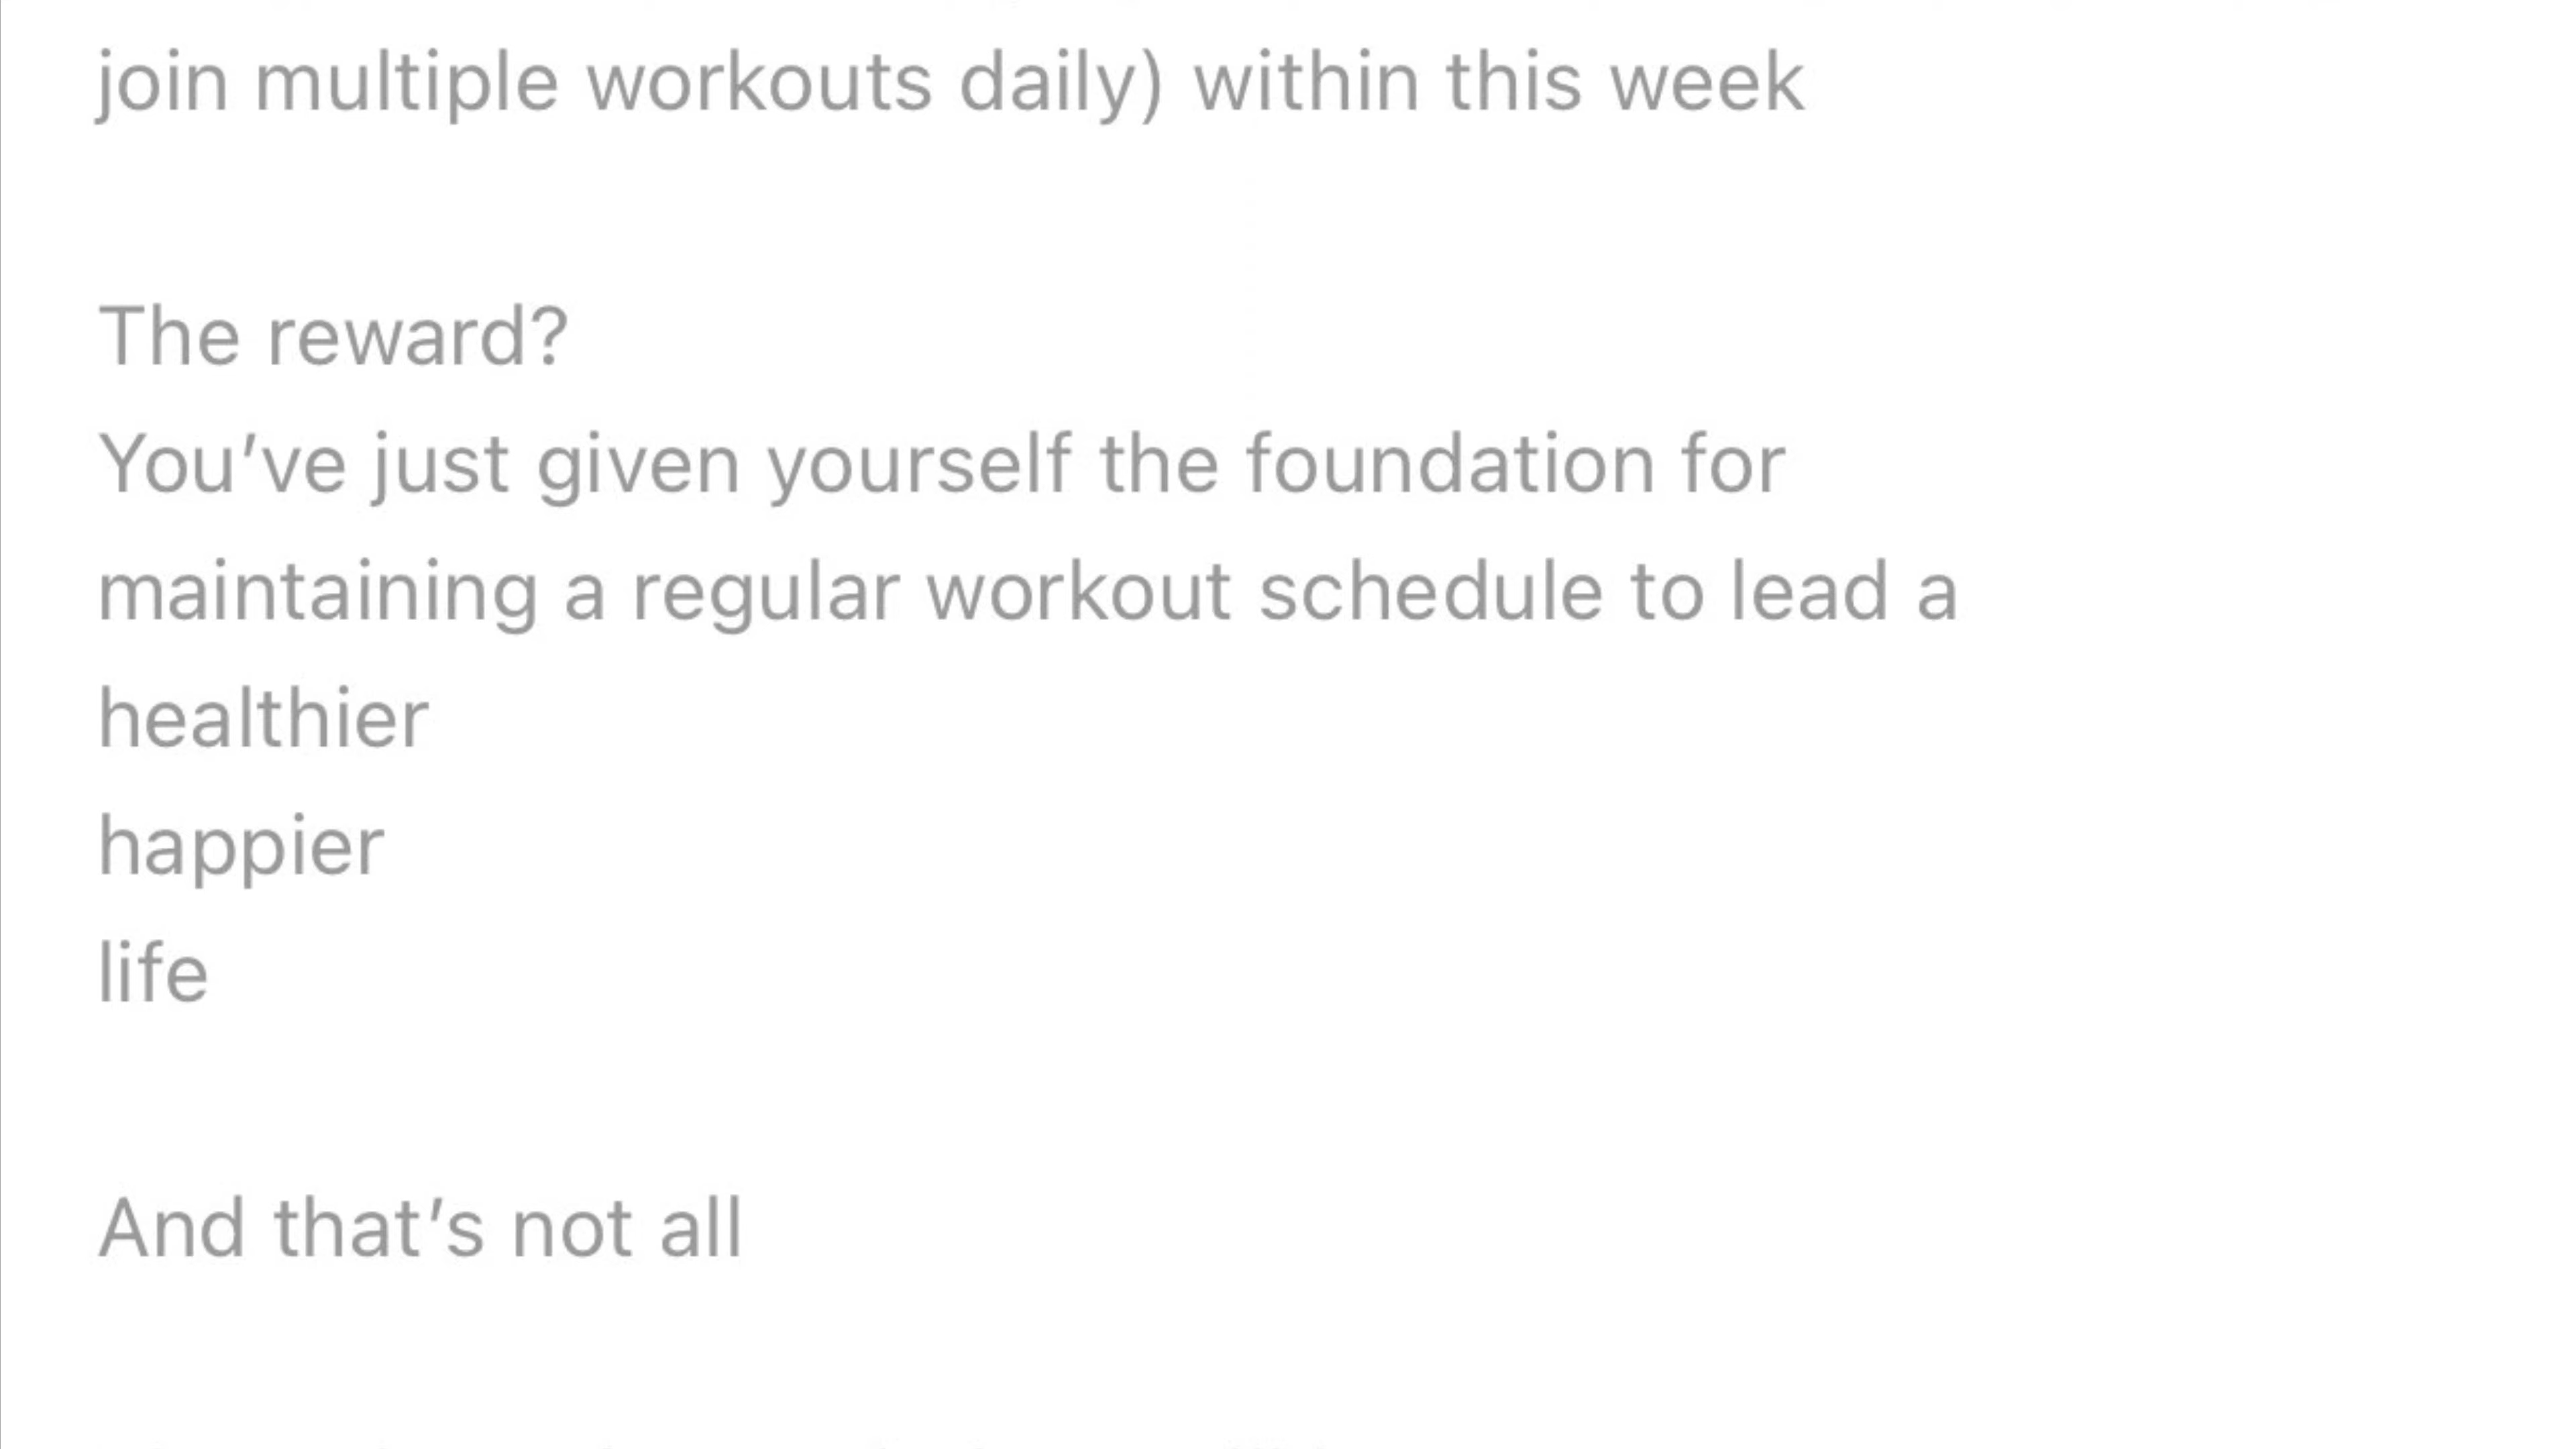 join multiple workouts daily) within this week
The reward?
You’ve just given yourself the foundation for
maintaining a regular workout schedule to lead a
healthier
happier
life
And that’s not all